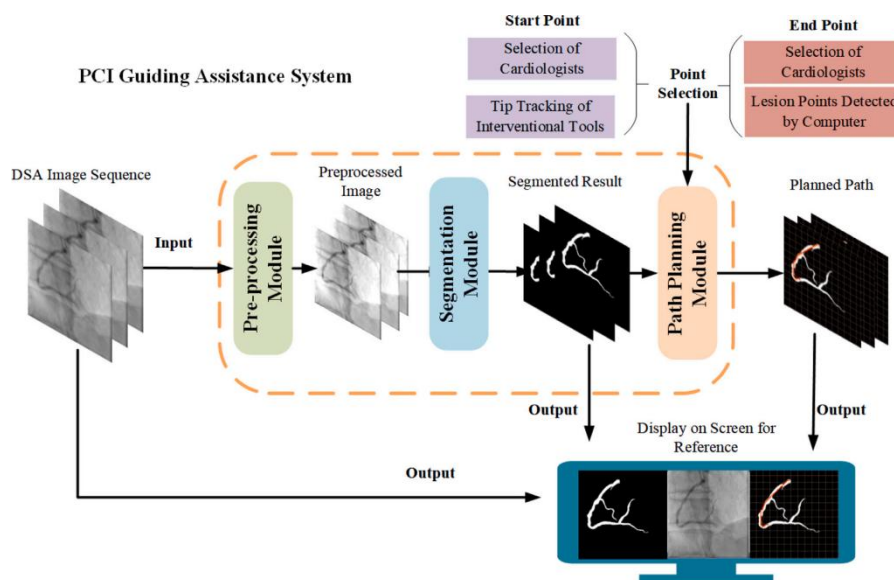 Start Point
End Point
Selection of
Cardiologists
Selection of
Cardiologists
PCI Guiding Assistance System
Point
Selection
Tip Tracking of
Interventional Tools
Lesion Points Detected
by Computer
DSA Image Sequence
Preprocessed
Image
Segmented Result
Planned Path
Input
Pre-processing
Module
Segmentation
Module
Path Planning
Module
Output
Output
Display on Screen for
Reference
Output